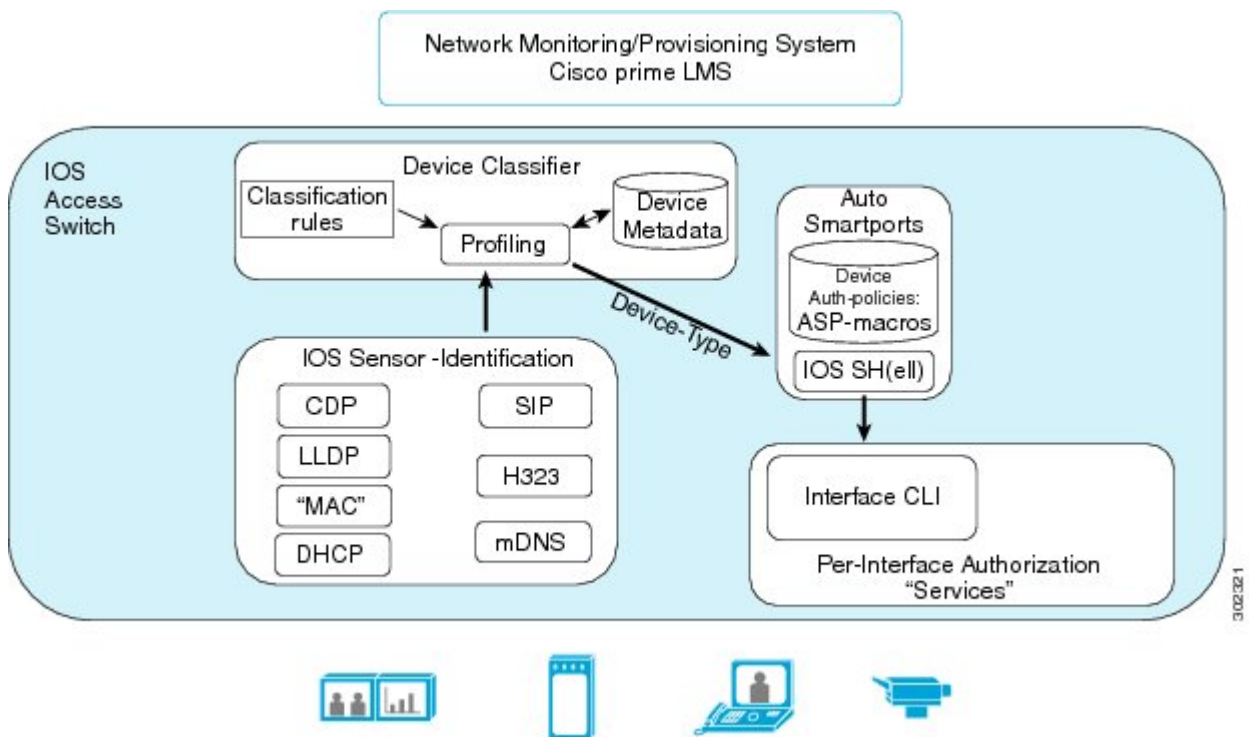 Network Monitoring/Provisioning System
Cisco prime LMS
IOS
Access
Switch
Device Classifier
Classification
rules
Profiling
Device
Metadata
Auto
Smartports
Device
Auth-policies:
ASP-macros
IOS SH(ell)
Device-Type
IOS Sensor -Identification
CDP
LLDP
“MAC”
DHCP
SIP
H323
mDNS
Interface CLI
Per-Interface Authorization
“Services”
302321